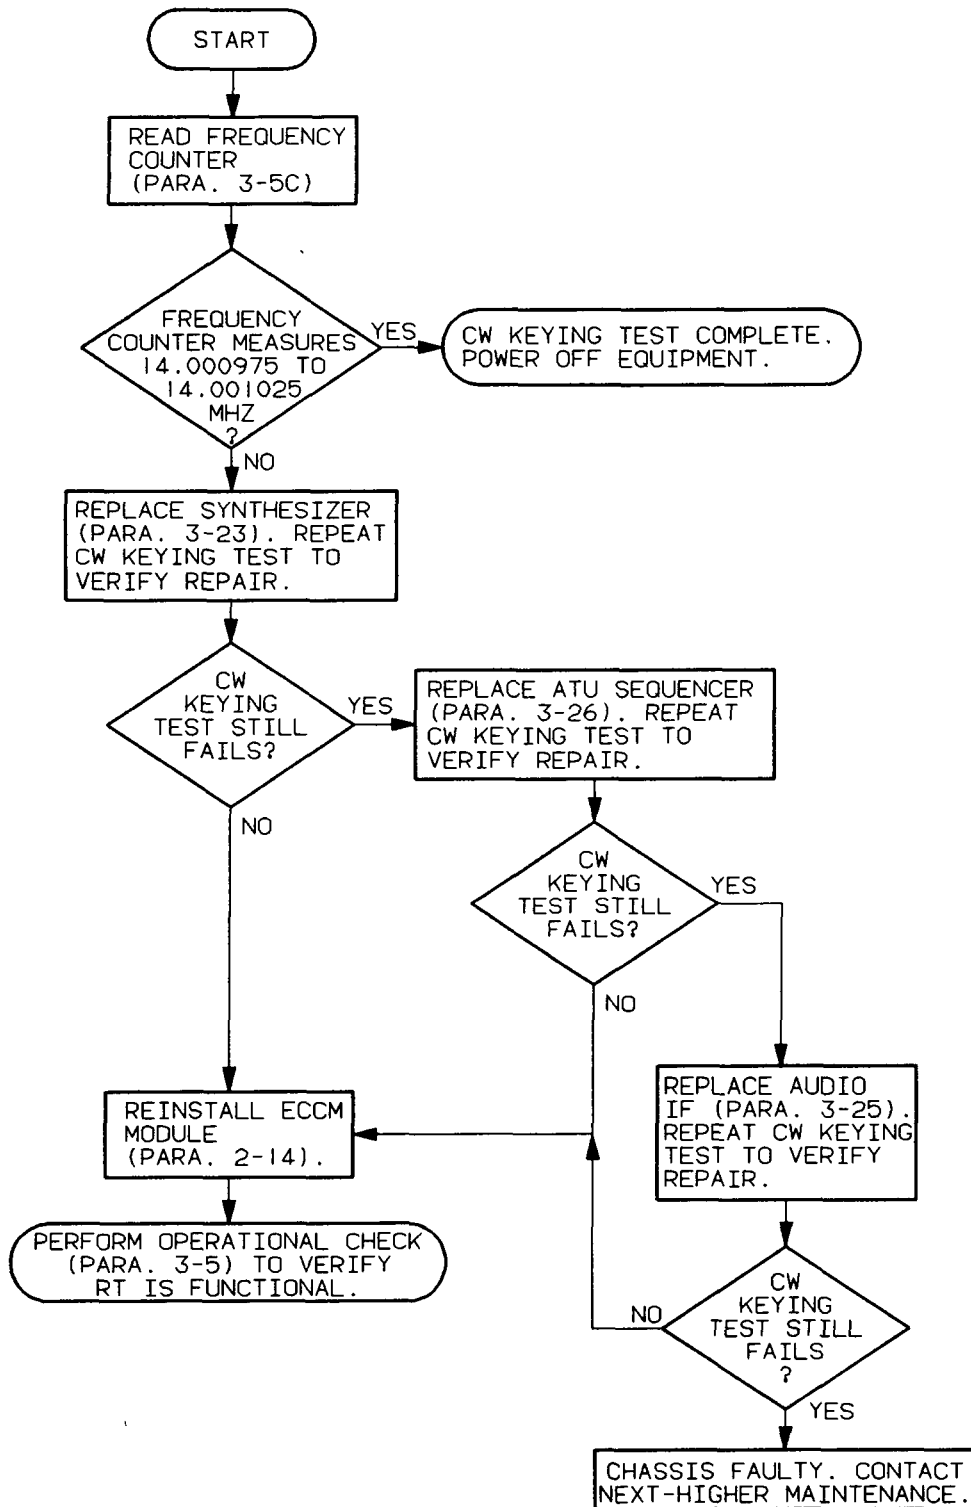 START
READ FREQUENCY
COUNTER
(PARA. 3-5C)
FREQUENCY
COUNTER MEASURES
14.000975 TO
14.001025
MHZ
?
YES
CW KEYING TEST COMPLETE.
POWER OFF EQUIPMENT.
NO
REPLACE SYNTHESIZER
(PARA. 3-23). REPEAT
CW KEYING TEST TO
VERIFY REPAIR.
CW
KEYING
TEST STILL
FAILS?
YES
REPLACE ATU SEQUENCER
(PARA. 3-26). REPEAT
CW KEYING TEST TO
VERIFY REPAIR.
NO
CW
KEYING
TEST STILL
FAILS?
YES
NO
REPLACE AUDIO
IF (PARA. 3-25).
REPEAT CW KEYING
TEST TO VERIFY
REPAIR.
REINSTALL ECCM
MODULE
(PARA. 2-14).
PERFORM OPERATIONAL CHECK
(PARA. 3-5) TO VERIFY
RT IS FUNCTIONAL.
CW
KEYING
TEST STILL
FAILS
?
NO
YES
CHASSIS FAULTY. CONTACT
NEXT-HIGHER MAINTENANCE.